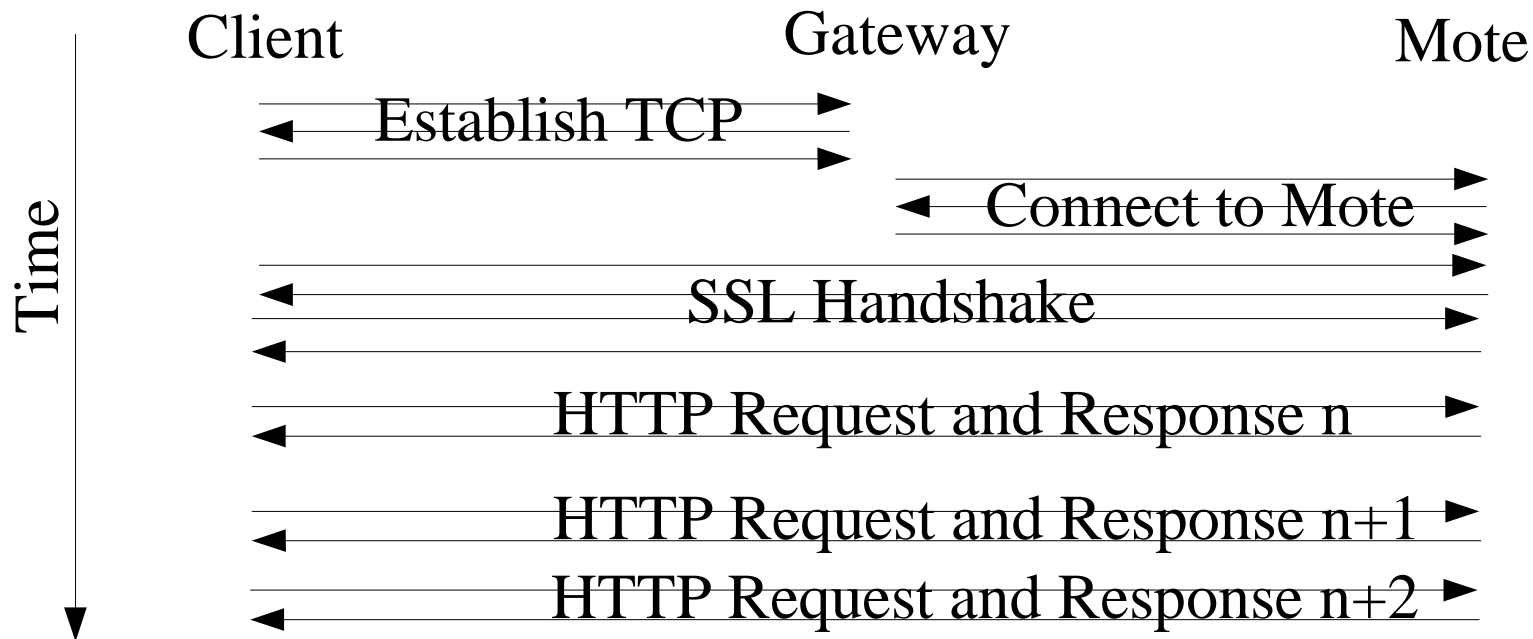 Client
Gateway
Mote
Establish TCP
Connect to Mote
Time
SSL Handshake
HTTP Request and Response n
HTTP Request and Response n+1
HTTP Request and Response n+2